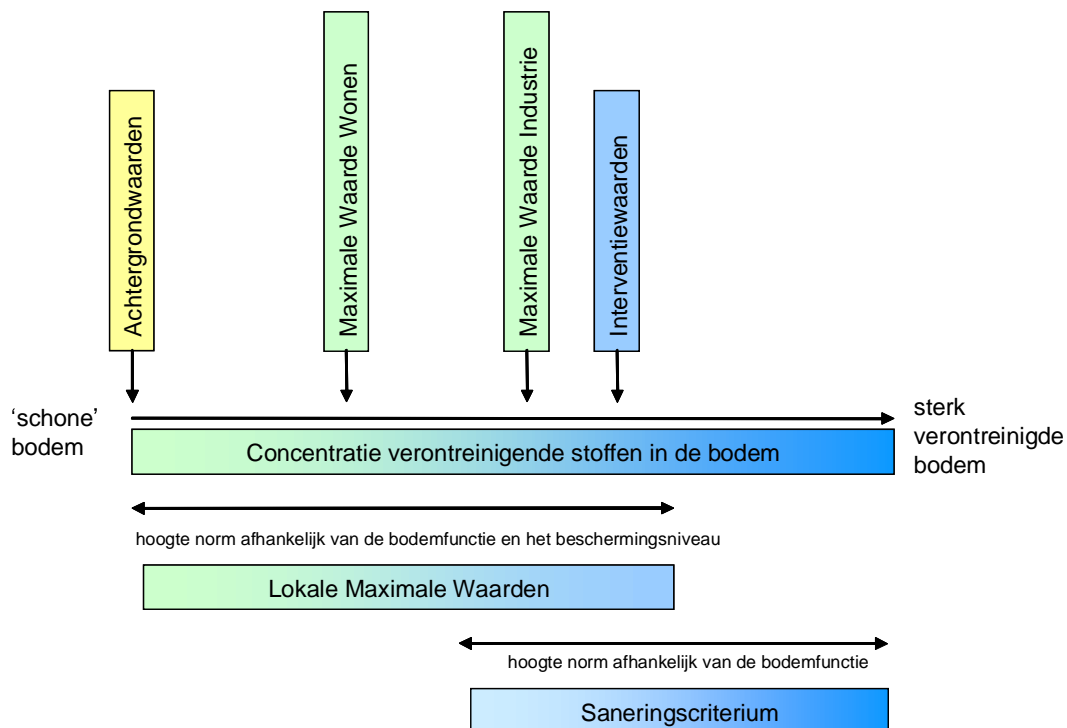 Achtergrondwaarden
Maximale Waarde Wonen
Maximale Waarde Industrie
Interventiewaarden
‘schone’
bodem
sterk
verontreinigde
bodem
Concentratie verontreinigende stoffen in de bodem
hoogte norm afhankelijk van de bodemfunctie en het beschermingsniveau
Lokale Maximale Waarden
hoogte norm afhankelijk van de bodemfunctie
Saneringscriterium